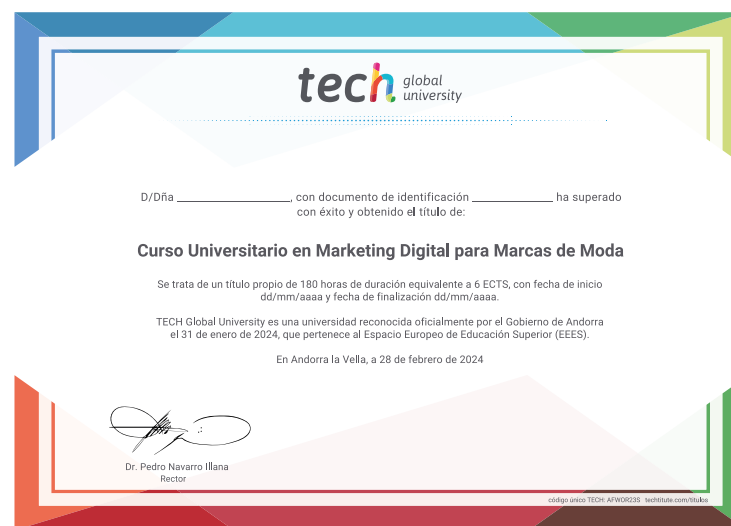 tech global university
D/Dña ____________________, con documento de identificación ______________ ha superado
con éxito y obtenido el título de:
Curso Universitario en Marketing Digital para Marcas de Moda
Se trata de un título propio de 180 horas de duración equivalente a 6 ECTS, con fecha de inicio
dd/mm/aaaa y fecha de finalización dd/mm/aaaa.
TECH Global University es una universidad reconocida oficialmente por el Gobierno de Andorra
el 31 de enero de 2024, que pertenece al Espacio Europeo de Educación Superior (EEES).
En Andorra la Vella, a 28 de febrero de 2024
Dr. Pedro Navarro Illana
Rector
código único TECH: AFWOR23S techtitute.com/titulos